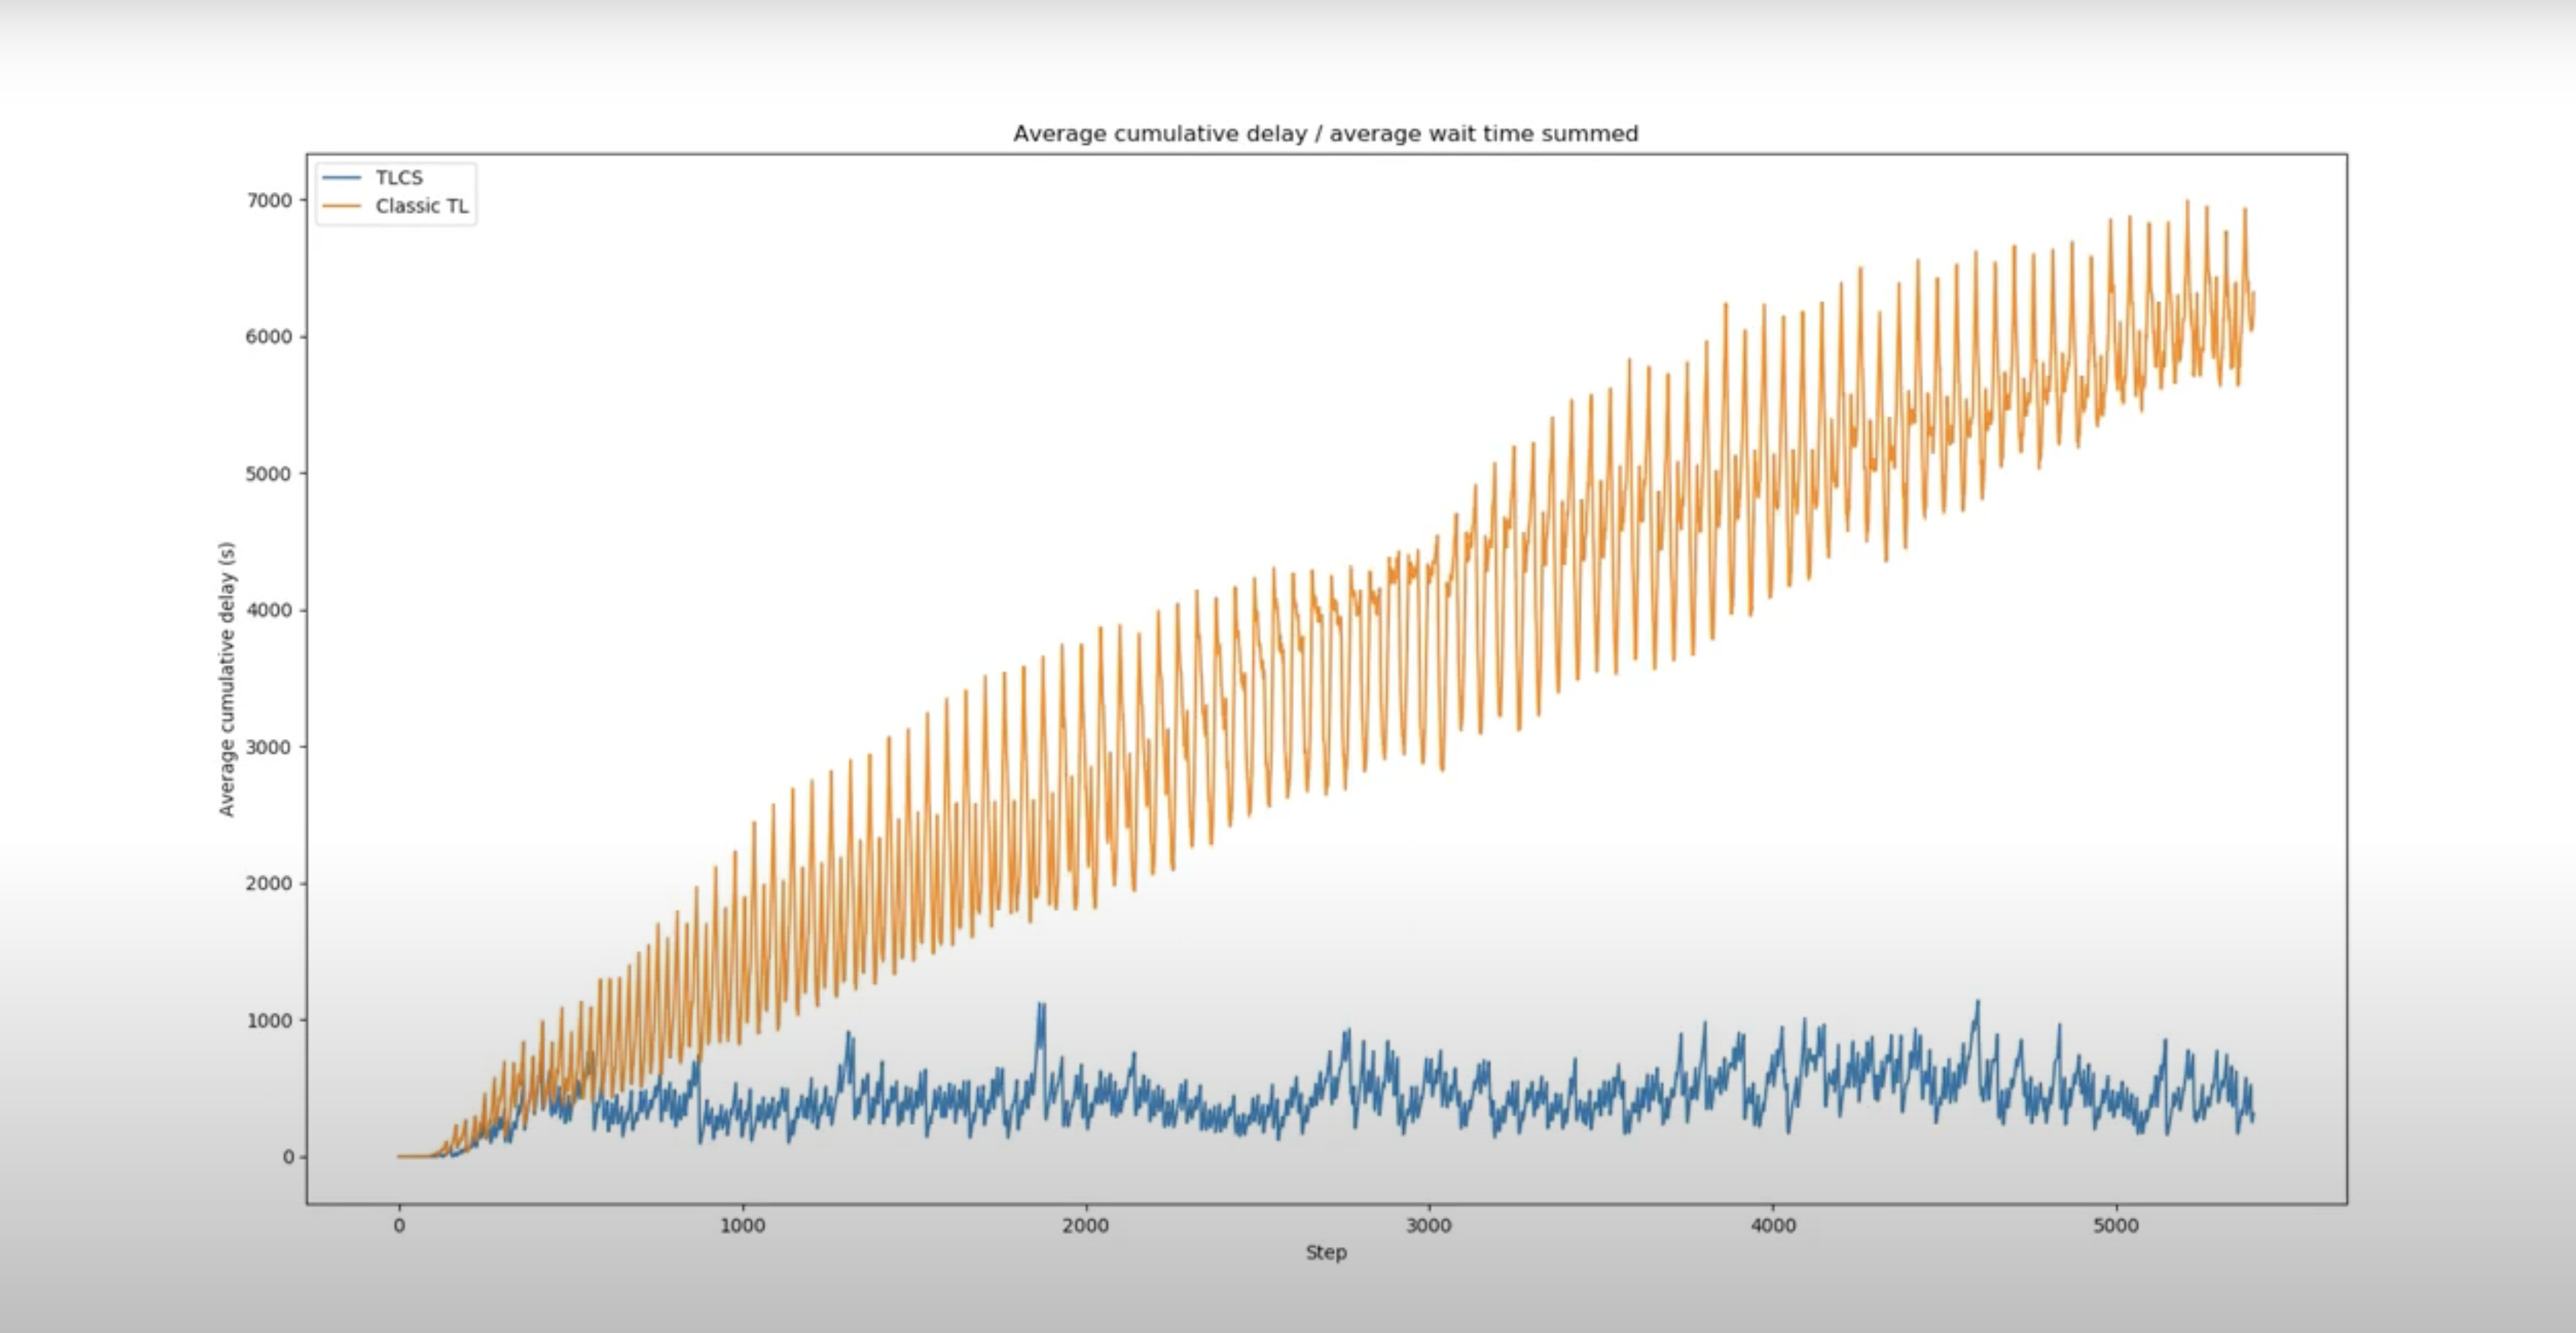 Average cumulative delay / average wait time summed
TLCS
Classic TL
7000
6000
5000
4000
3000
2000
1000
0
Average cumulative delay (s)
0 1000 2000 3000 4000 5000
Step